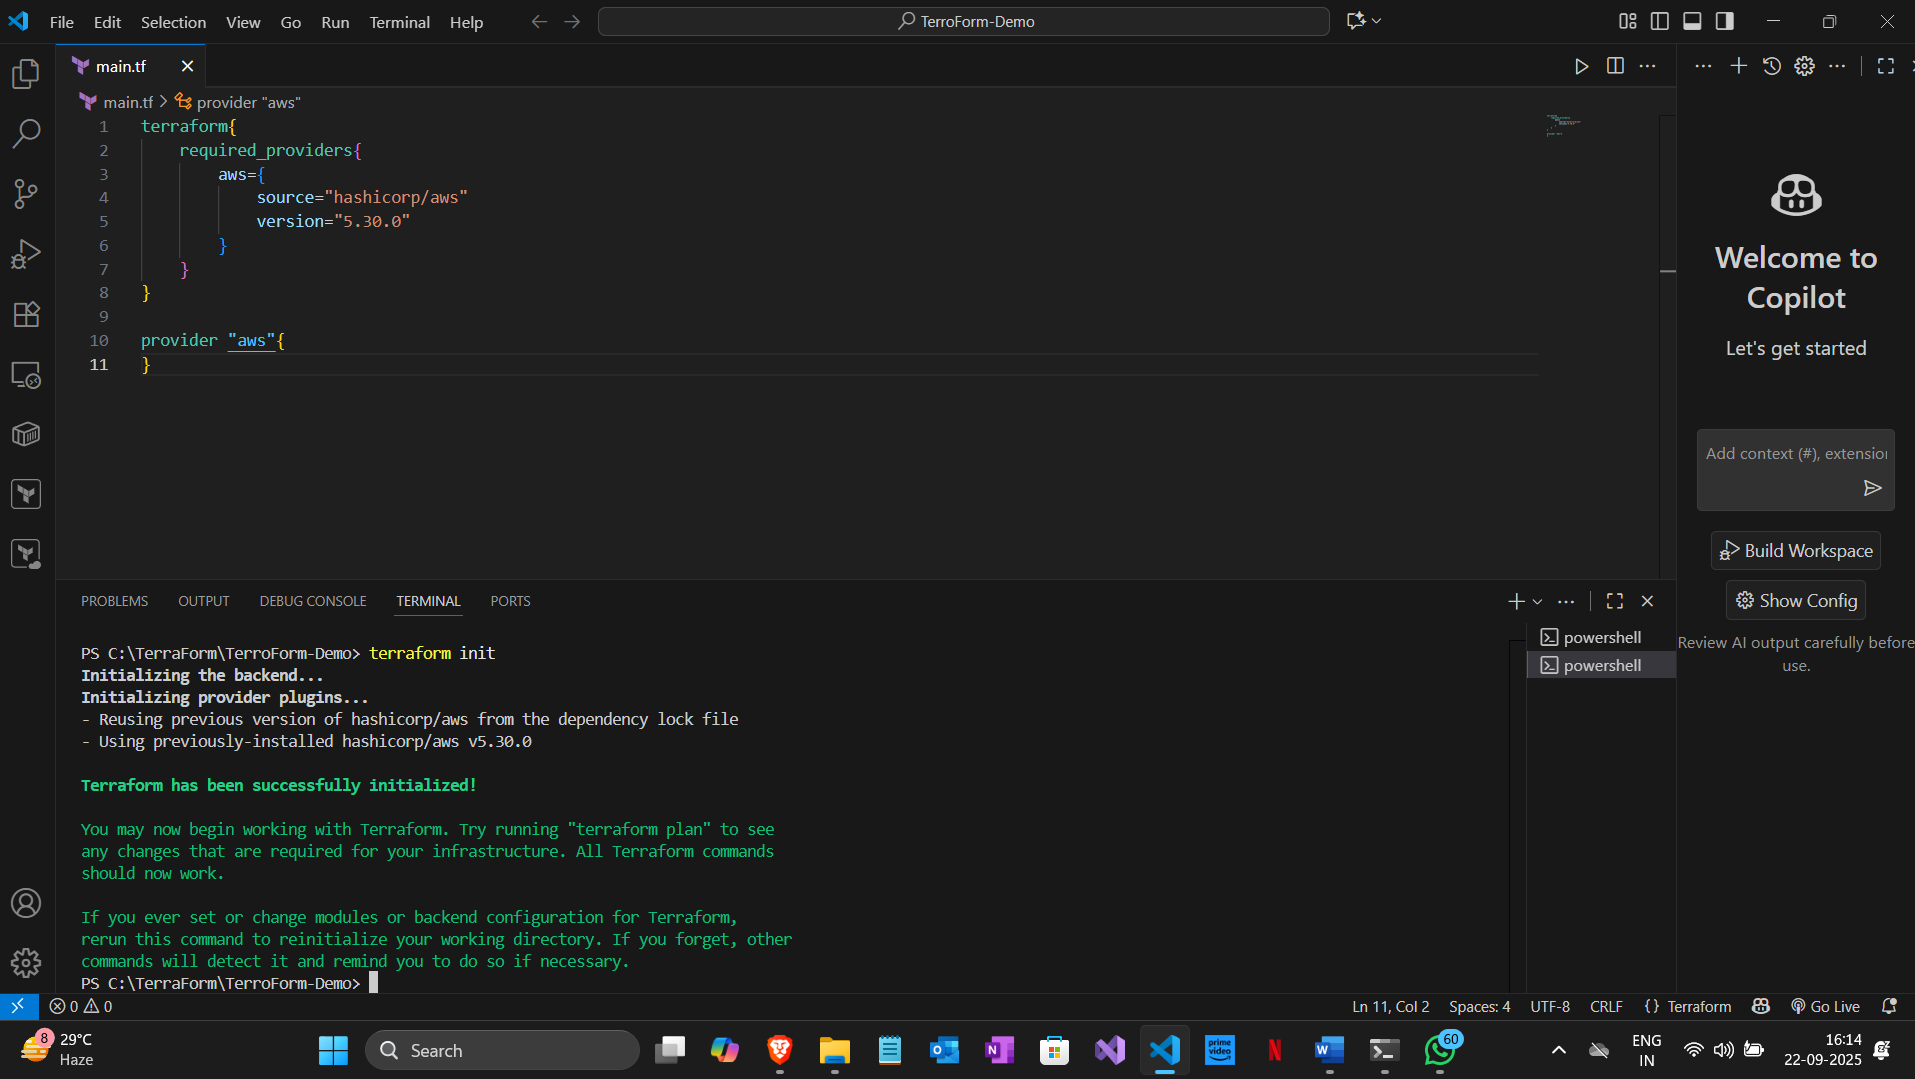 File Edit Selection View Go Run Terminal Help
TerroForm-Demo
main.tf
main.tf > provider "aws"
1 terraform{
2 required_providers{
3 aws={
4 source="hashicorp/aws"
5 version="5.30.0"
6 }
7 }
8 }
9
10 provider "aws"{
11 }
Welcome to
Copilot
Let's get started
Add context (#), extension
Build Workspace
Show Config
Review AI output carefully before
use.
PROBLEMS OUTPUT DEBUG CONSOLE TERMINAL PORTS
powershell
powershell
PS C:\TerraForm\TerroForm-Demo> terraform init
Initializing the backend...
Initializing provider plugins...
- Reusing previous version of hashicorp/aws from the dependency lock file
- Using previously-installed hashicorp/aws v5.30.0
Terraform has been successfully initialized!
You may now begin working with Terraform. Try running "terraform plan" to see
any changes that are required for your infrastructure. All Terraform commands
should now work.
If you ever set or change modules or backend configuration for Terraform,
rerun this command to reinitialize your working directory. If you forget, other
commands will detect it and remind you to do so if necessary.
PS C:\TerraForm\TerroForm-Demo>
0 0
Ln 11, Col 2 Spaces: 4 UTF-8 CRLF {} Terraform Go Live
8
29°C
Haze
Search
prime video
60
ENG
IN
16:14
22-09-2025